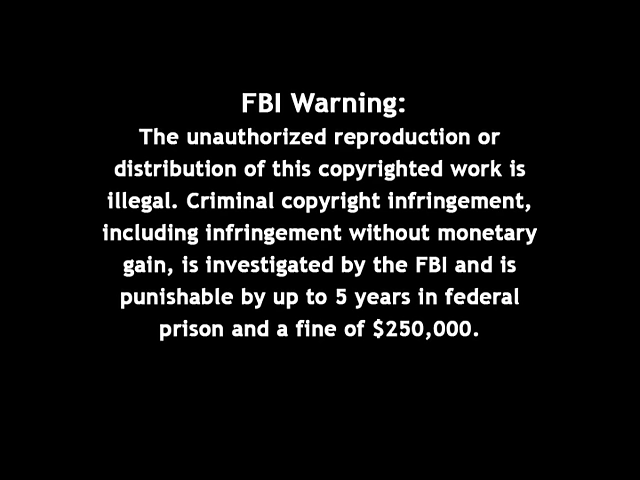 FBI Warning:
The unauthorized reproduction or
distribution of this copyrighted work is
illegal. Criminal copyright infringement,
including infringement without monetary
gain, is investigated by the FBI and is
punishable by up to 5 years in federal
prison and a fine of $250,000.